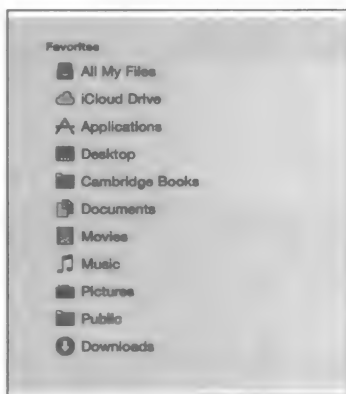 Favorites
All My Files
iCloud Drive
Applications
Desktop
Cambridge Books
Documents
Movies
Music
Pictures
Public
Downloads